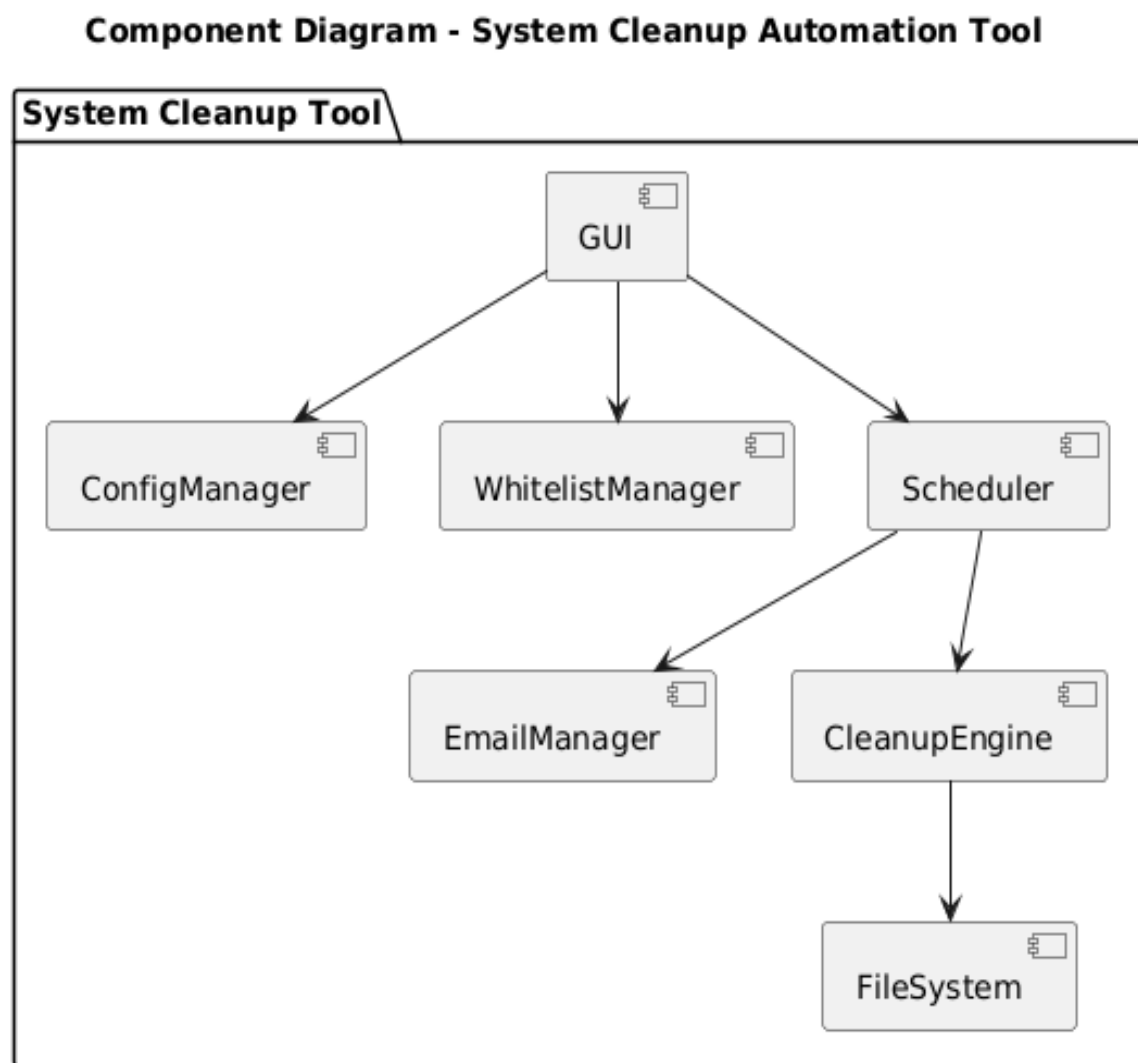 Component Diagram - System Cleanup Automation Tool
System Cleanup Tool
GUI
ConfigManager
WhitelistManager
Scheduler
EmailManager
CleanupEngine
FileSystem